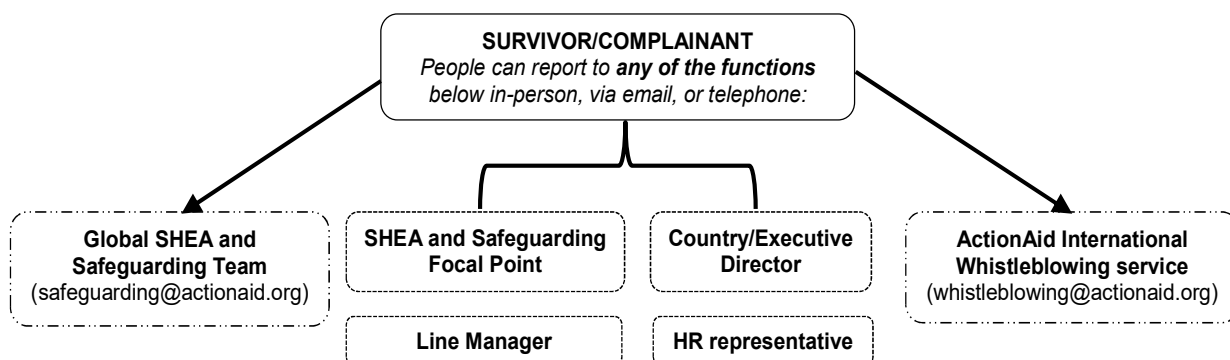 SURVIVOR/COMPLAINANT
People can report to any of the functions
below in-person, via email, or telephone:
Global SHEA and
Safeguarding Team
(safeguarding@actionaid.org)
SHEA and Safeguarding
Focal Point
Country/Executive
Director
ActionAid International
Whistleblowing service
(whistleblowing@actionaid.org)
Line Manager
HR representative